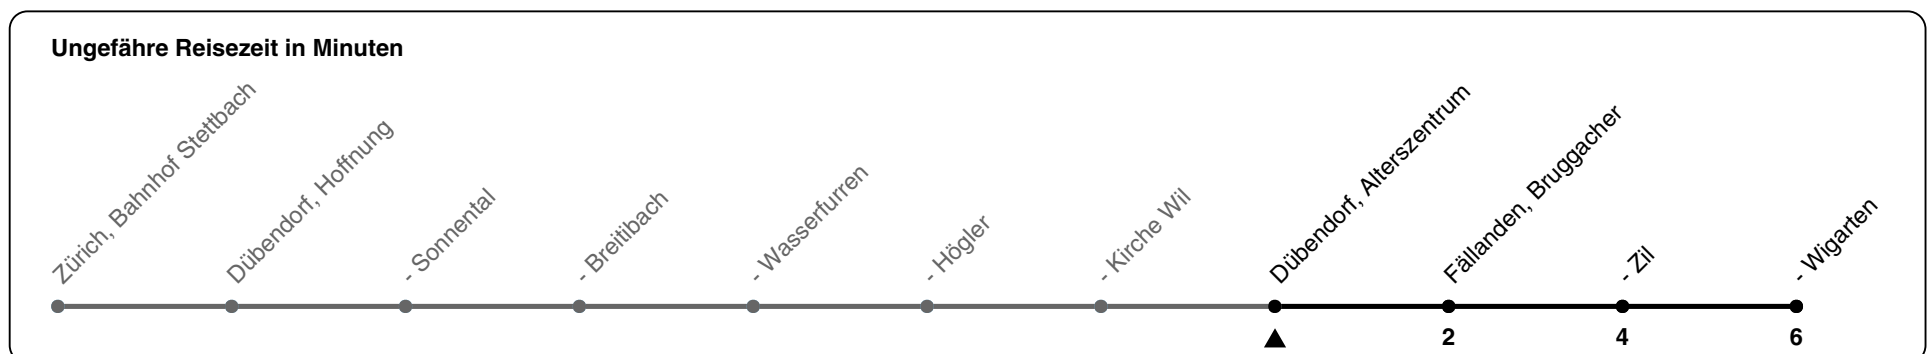 Ungefähre Reisezeit in Minuten
Zürich, Bahnhof Stettbach
Dübendorf, Hoffnung
- Sonnental
- Breitibach
- Wasserfurren
- Högler
- Kirche Wil
Dübendorf, Alterszentrum
Fällanden, Bruggacher
- Zil
- Wigarten
2 4 6